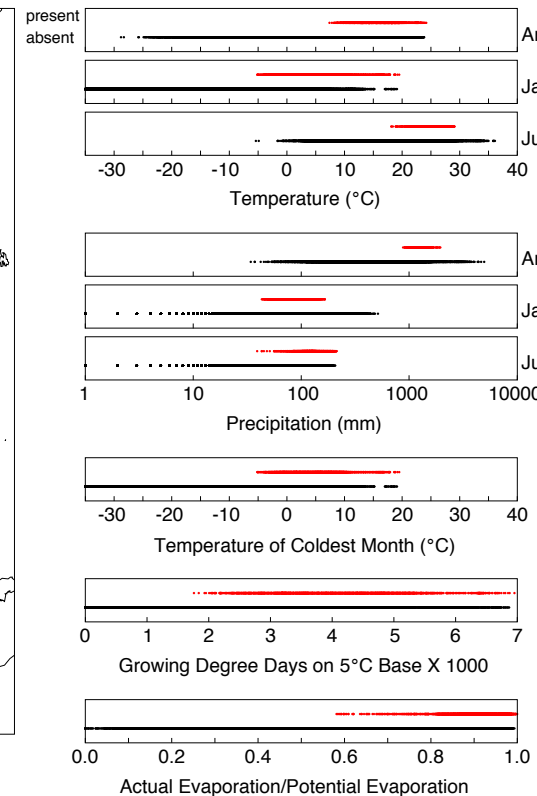 present
absent
An
Ja
Ju
-30 -20 -10 0 10 20 30 40
Temperature (°C)
An
Ja
Ju
1 10 100 1000 10000
Precipitation (mm)
-30 -20 -10 0 10 20 30 40
Temperature of Coldest Month (°C)
0 1 2 3 4 5 6 7
Growing Degree Days on 5°C Base X 1000
0.0 0.2 0.4 0.6 0.8 1.0
Actual Evaporation/Potential Evaporation